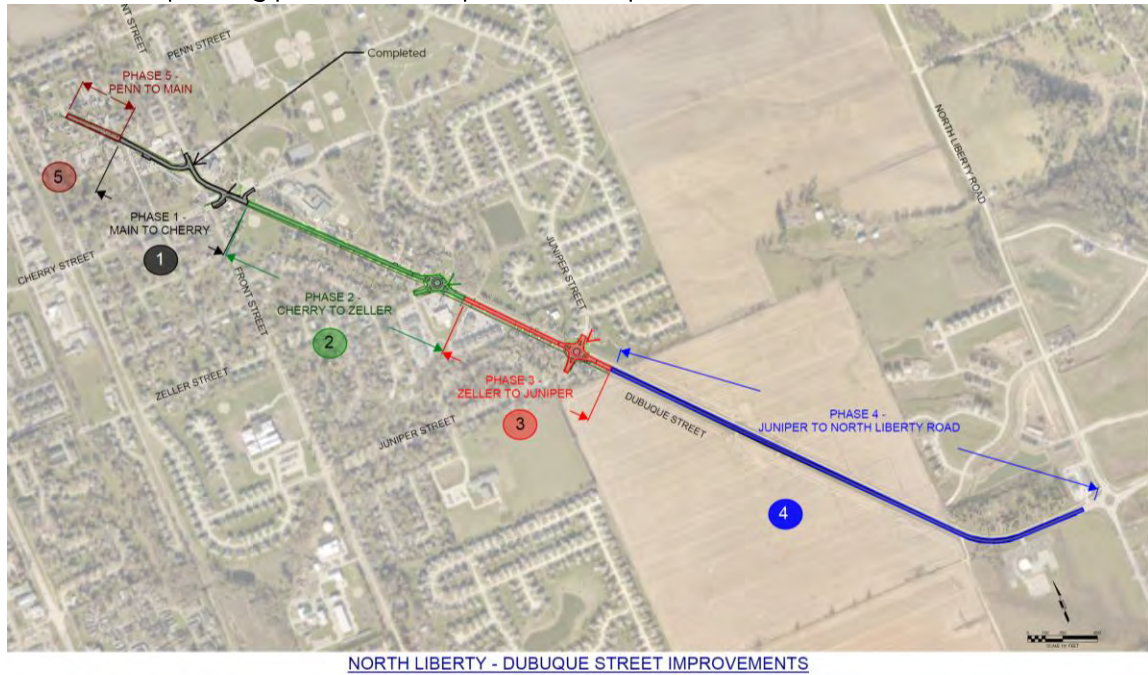 NT STREET
PENN STREET
Completed
PHASE 5 -
PENN TO MAIN
5
PHASE 1 -
MAIN TO CHERRY
1
CHERRY STREET
FRONT STREET
PHASE 2 -
CHERRY TO ZELLER
2
ZELLER STREET
JUNIPER STREET
PHASE 3 -
ZELLER TO JUNIPER
3
JUNIPER STREET
DUBUQUE STREET
NORTH LIBERTY ROAD
PHASE 4 -
JUNIPER TO NORTH LIBERTY ROAD
4
NORTH LIBERTY - DUBUQUE STREET IMPROVEMENTS